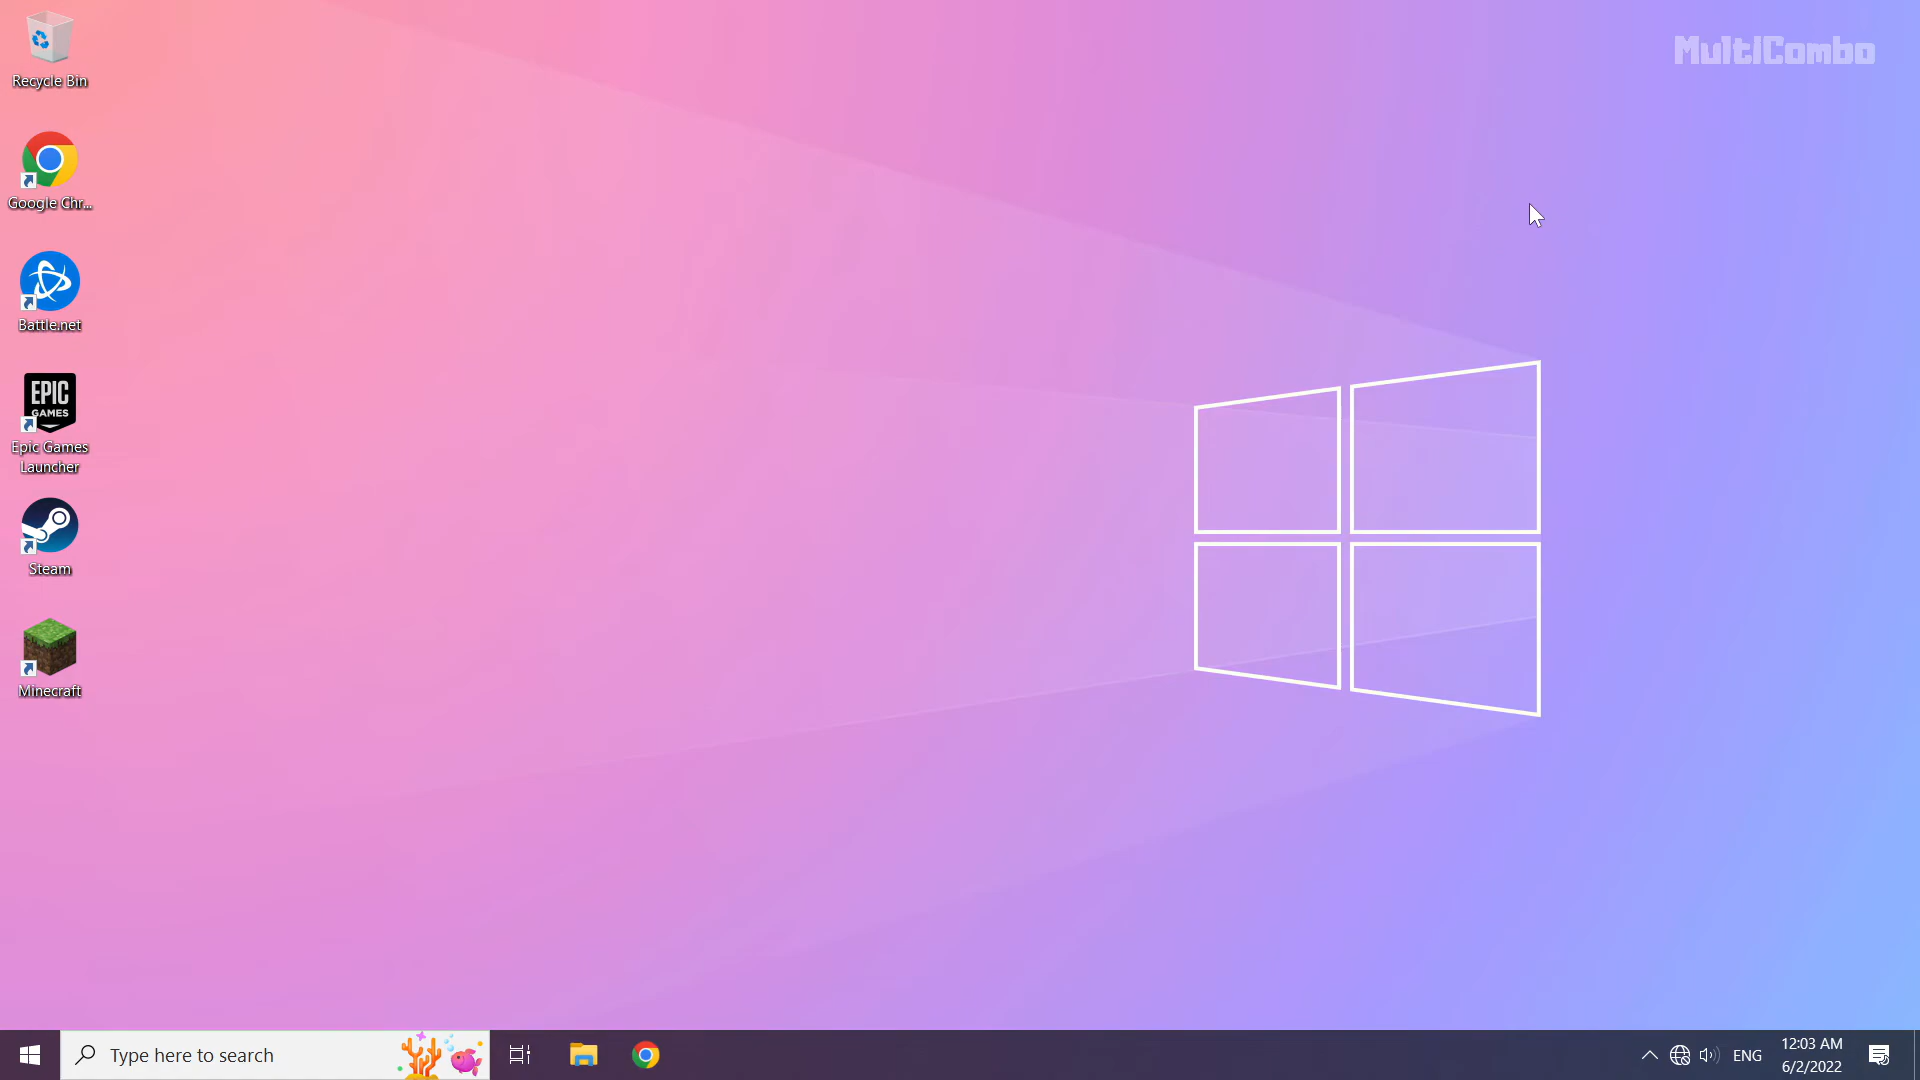 MultiCombo
Recycle Bin
Google Chr...
Battle.net
EPIC
GAMES
Epic Games
Launcher
Steam
Minecraft
Type here to search
ENG
12:03 AM
6/2/2022